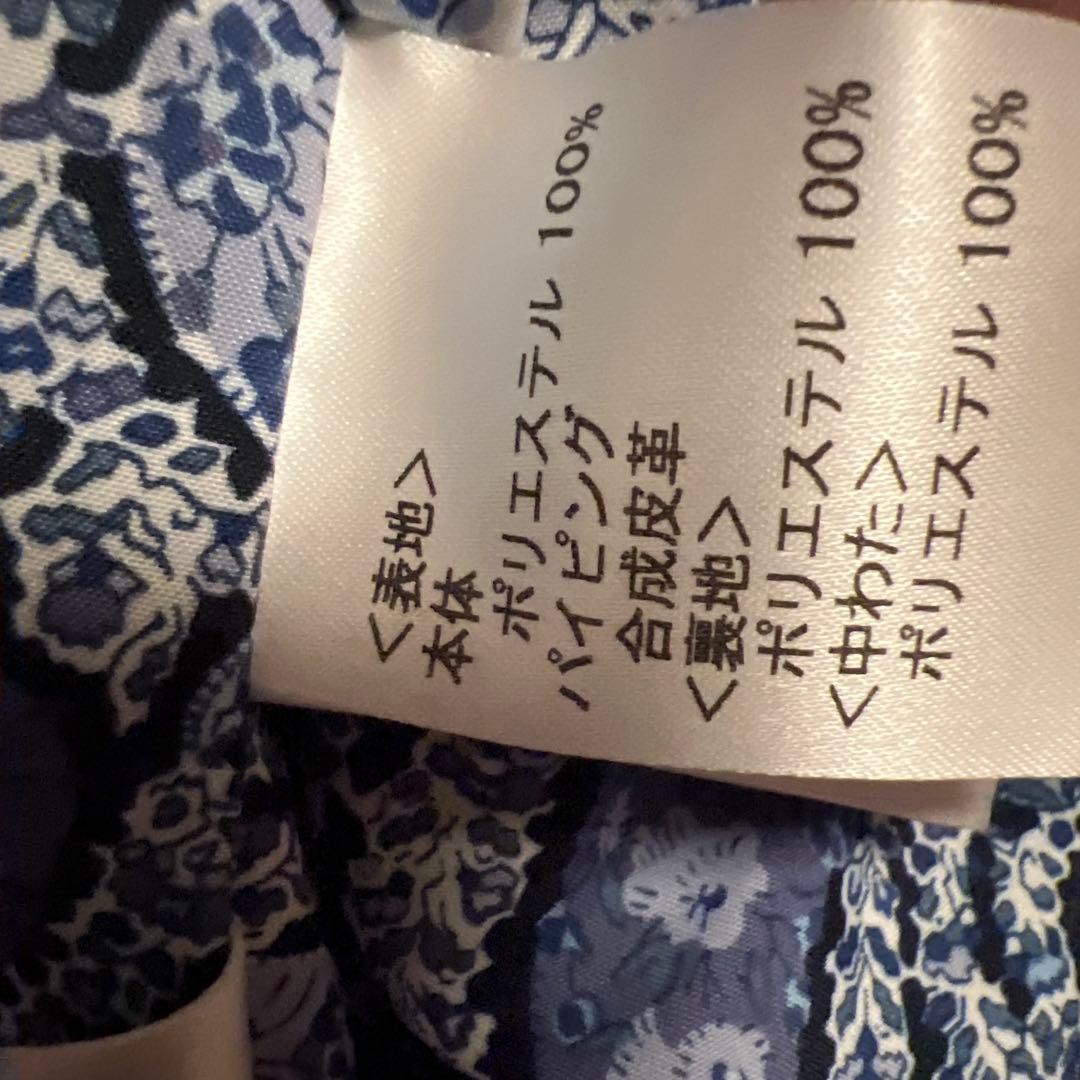 <表地>
本体
ポリエステル 100%
パイピング
合成皮革
<裏地>
ポリエステル 100%
<中わた>
ポリエステル 100%